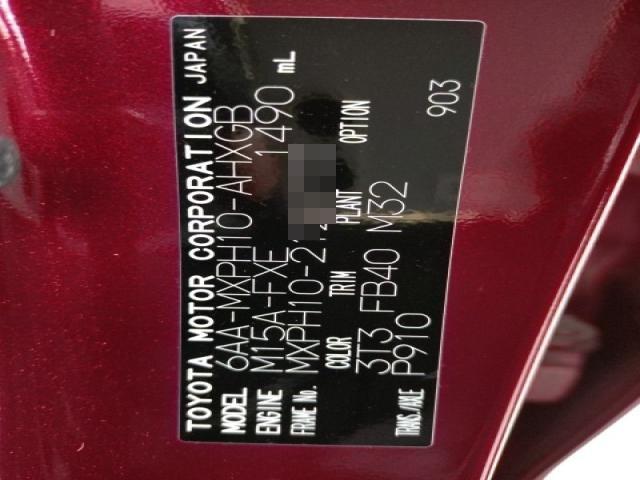 TOYOTA MOTOR CORPORATION JAPAN
MODEL 6AA-MXPH10-AHXGB
ENGINE M15A-FXE 1490 mL
FRAME No. MXPH10-21
COLOR TRIM PLANT OPTION
3T3 FB40 M32
TRANS./AXLE P910
903